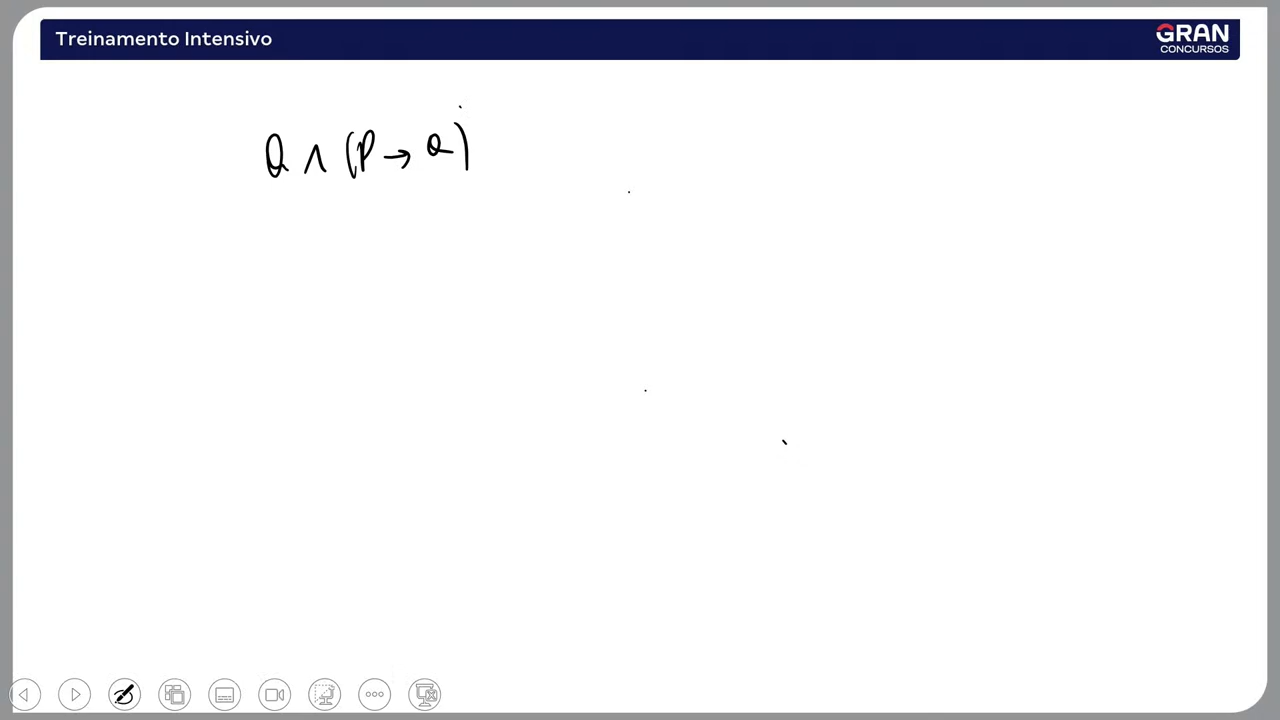 Treinamento Intensivo
GRAN
CONCURSOS
Q ∧ (P → Q)